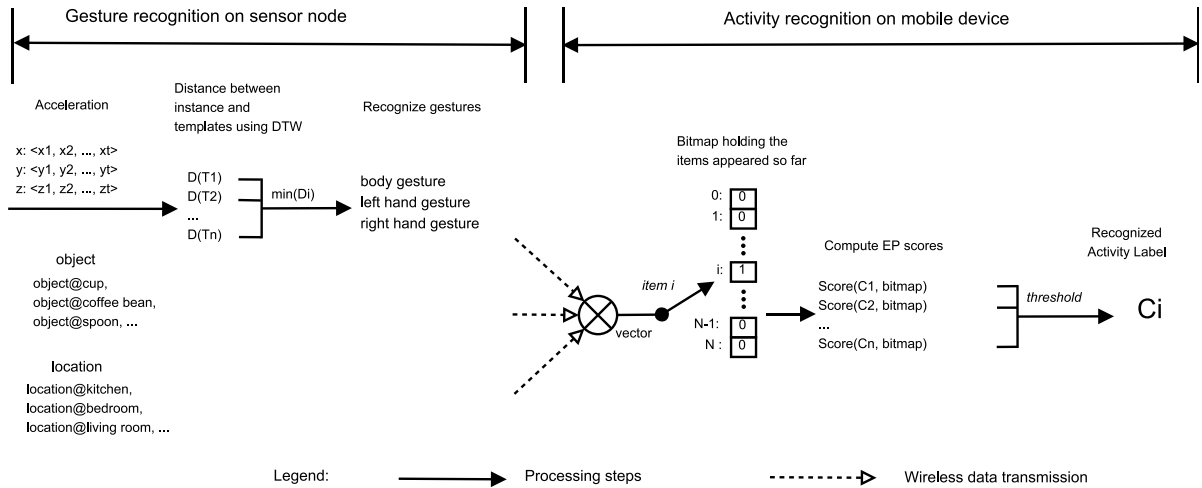 Gesture recognition on sensor node
Activity recognition on mobile device
Acceleration
Distance between
instance and
templates using DTW
Recognize gestures
x: <x1, x2, ..., xt>
y: <y1, y2, ..., yt>
z: <z1, z2, ..., zt>
D(T1)
D(T2)
...
D(Tn)
min(Di)
body gesture
left hand gesture
right hand gesture
object
object@cup,
object@coffee bean,
object@spoon, ...
location
location@kitchen,
location@bedroom,
location@living room, ...
vector
item i
Bitmap holding the
items appeared so far
0: 0
1: 0
i: 1
N-1: 0
N : 0
Compute EP scores
Score(C1, bitmap)
Score(C2, bitmap)
...
Score(Cn, bitmap)
threshold
Recognized
Activity Label
Ci
Legend:
Processing steps
Wireless data transmission